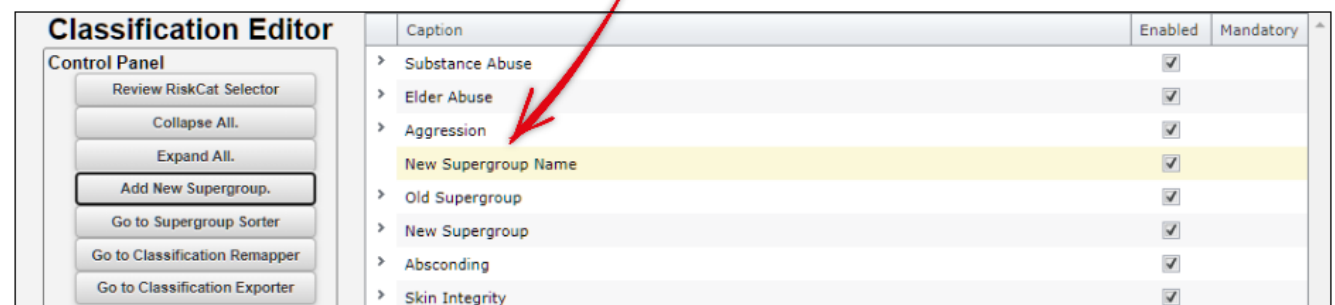 Classification Editor
Control Panel
Review RiskCat Selector
Collapse All.
Expand All.
Add New Supergroup.
Go to Supergroup Sorter
Go to Classification Remapper
Go to Classification Exporter
Caption Enabled Mandatory
Substance Abuse
Elder Abuse
Aggression
New Supergroup Name
Old Supergroup
New Supergroup
Absconding
Skin Integrity